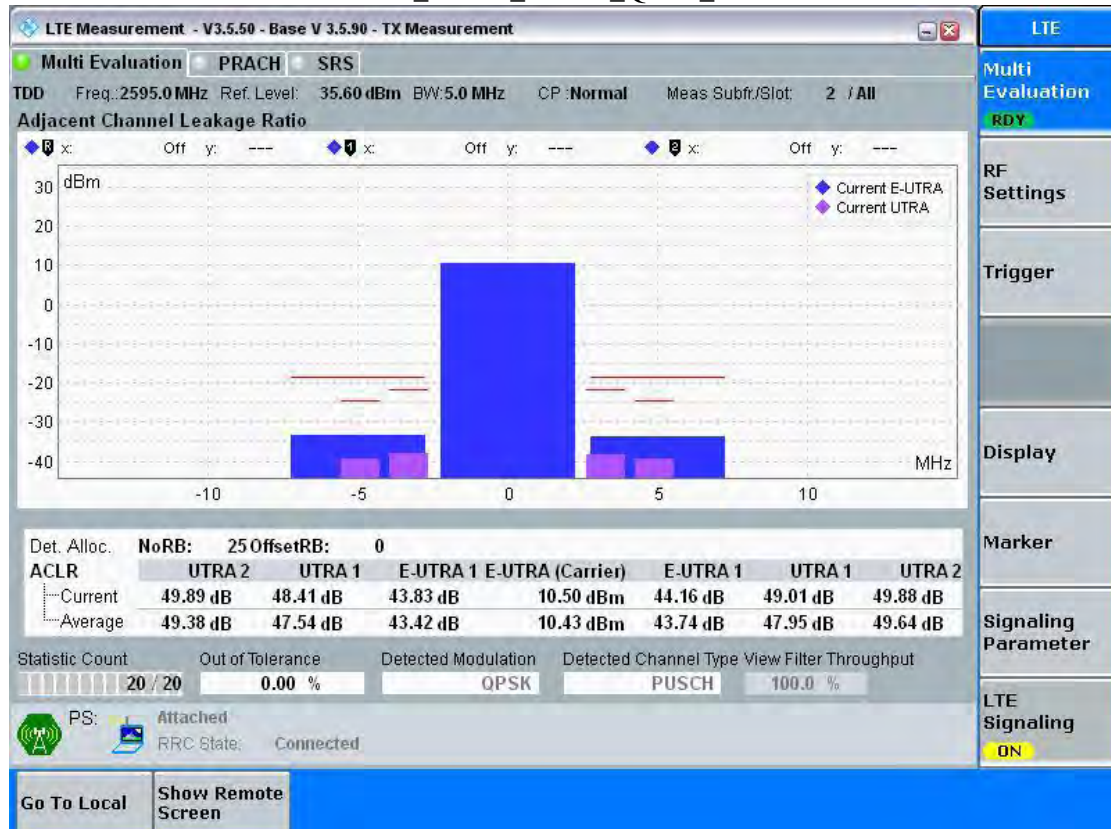 LTE Measurement - V3.5.50 - Base V 3.5.90 - TX Measurement
LTE
Multi Evaluation PRACH SRS
TDD Freq.:2595.0 MHz Ref. Level: 35.60 dBm BW:5.0 MHz CP :Normal Meas Subfr./Slot: 2 / All
Adjacent Channel Leakage Ratio
R x: Off y: --- 1 x: Off y: --- 2 x: Off y: ---
dBm
Current E-UTRA
Current UTRA
30
20
10
0
-10
-20
-30
-40
MHz
-10 -5 0 5 10
Det. Alloc. NoRB: 25 OffsetRB: 0
ACLR UTRA 2 UTRA 1 E-UTRA 1 E-UTRA (Carrier) E-UTRA 1 UTRA 1 UTRA 2
Current 49.89 dB 48.41 dB 43.83 dB 10.50 dBm 44.16 dB 49.01 dB 49.88 dB
Average 49.38 dB 47.54 dB 43.42 dB 10.43 dBm 43.74 dB 47.95 dB 49.64 dB
Statistic Count Out of Tolerance Detected Modulation Detected Channel Type View Filter Throughput
20 / 20 0.00 % QPSK PUSCH 100.0 %
PS: Attached
RRC State: Connected
Multi
Evaluation
RDY
RF
Settings
Trigger
Display
Marker
Signaling
Parameter
LTE
Signaling
ON
Go To Local
Show Remote
Screen